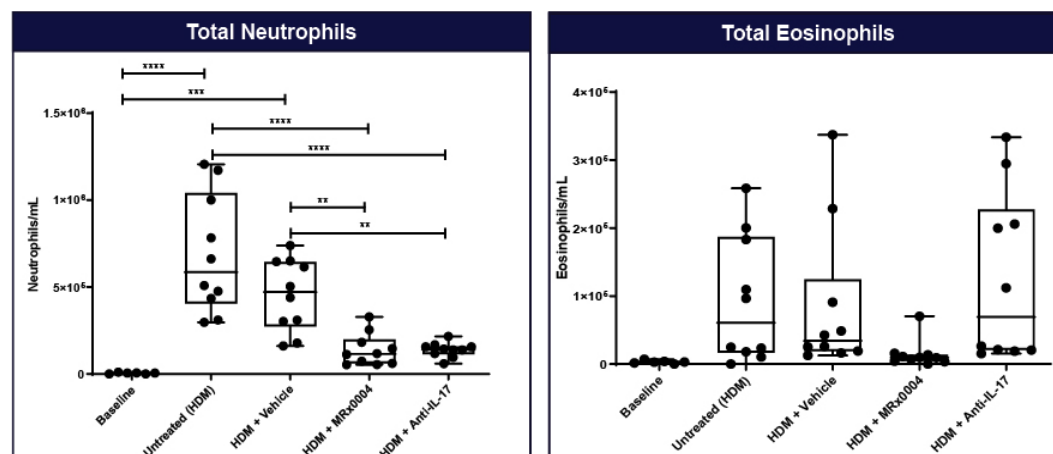 Total Neutrophils
****
***
****
****
**
**
1.5×10⁶
1×10⁶
5×10⁵
0
Neutrophils/mL
Baseline
Untreated (HDM)
HDM + Vehicle
HDM + MRx0004
HDM + Anti-IL-17
Total Eosinophils
4×10⁵
3×10⁵
2×10⁵
1×10⁵
0
Eosinophils/mL
Baseline
Untreated (HDM)
HDM + Vehicle
HDM + MRx0004
HDM + Anti-IL-17